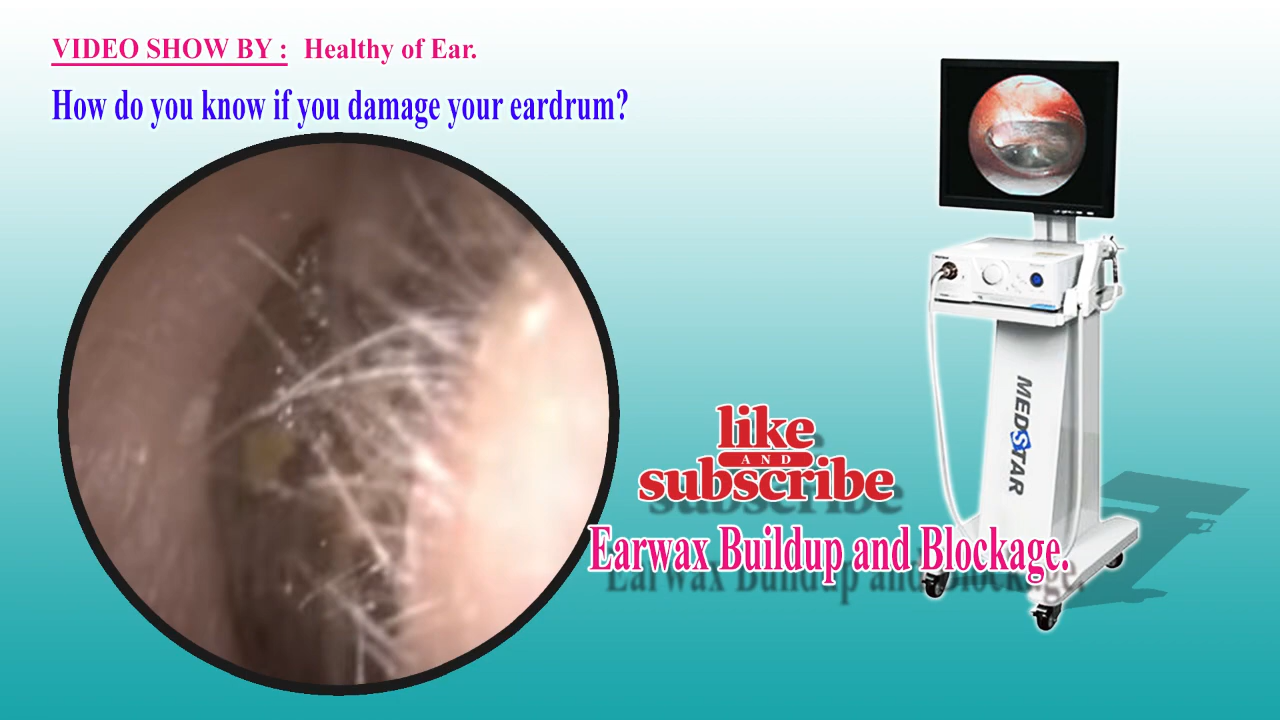 VIDEO SHOW BY : Healthy of Ear.
How do you know if you damage your eardrum?
like
AND
subscribe
Earwax Buildup and Blockage.
MEDSTAR